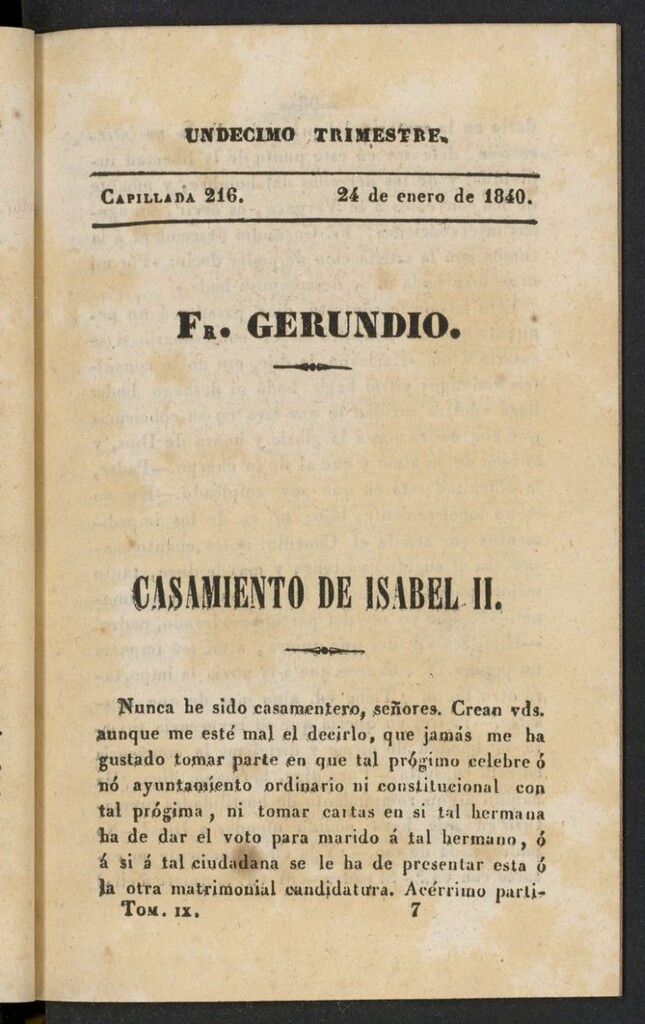 UNDECIMO TRIMESTRE.
CAPILLADA 216. 24 de enero de 1840.
FR. GERUNDIO.
CASAMIENTO DE ISABEL II.
Nunca he sido casamentero, señores. Crean vds.
aunque me esté mal el decirlo, que jamás me ha
gustado tomar parte en que tal prógimo celebre ó
nó ayuntamiento ordinario ni constitucional con
tal prógima, ni tomar cartas en si tal hermana
ha de dar el voto para marido á tal hermano, ó
á si á tal ciudadana se le ha de presentar esta ó
la otra matrimonial candidatura. Acérrimo parti-
TOM. IX. 7